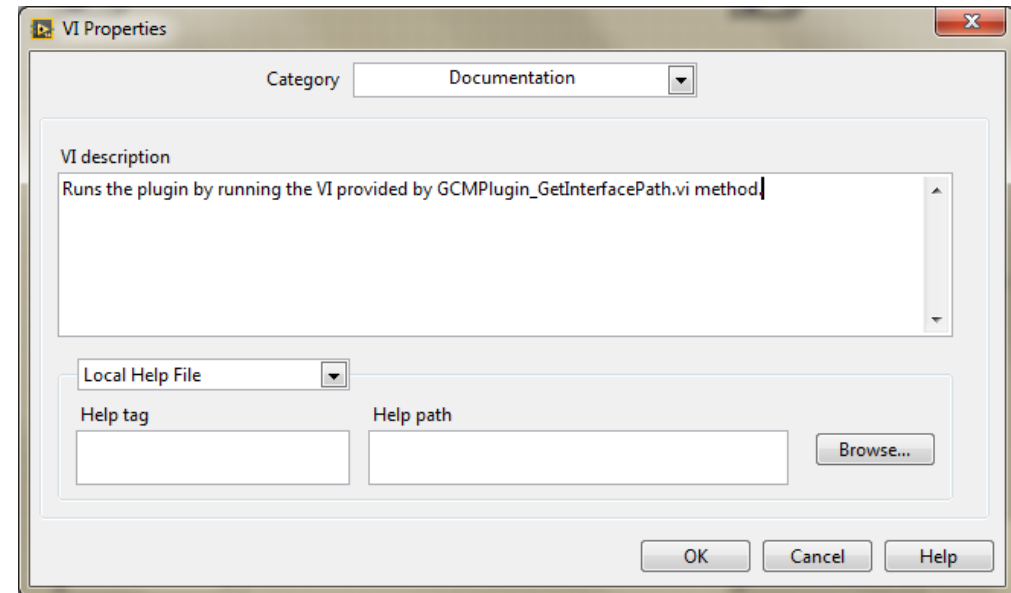 VI Properties
Category Documentation
VI description
Runs the plugin by running the VI provided by GCMPlugin_GetInterfacePath.vi method.
Local Help File
Help tag Help path
Browse...
OK Cancel Help